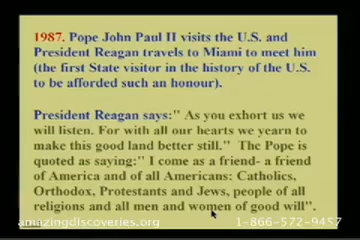 1987. Pope John Paul II visits the U.S. and
President Reagan travels to Miami to meet him
(the first State visitor in the history of the U.S.
to be afforded such an honour).
President Reagan says:" As you exhort us we
will listen. For with all our hearts we yearn to
make this good land better still." The Pope is
quoted as saying:" I come as a friend- a friend
of America and of all Americans: Catholics,
Orthodox, Protestants and Jews, people of all
religions and all men and women of good will".
amazingdiscoveries.org 1-866-572-9457